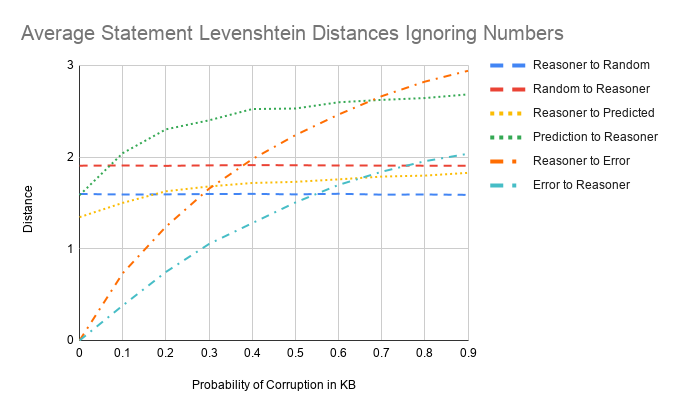 Average Statement Levenshtein Distances Ignoring Numbers
3
2
1
0
Distance
0 0.1 0.2 0.3 0.4 0.5 0.6 0.7 0.8 0.9
Probability of Corruption in KB
Reasoner to Random
Random to Reasoner
Reasoner to Predicted
Prediction to Reasoner
Reasoner to Error
Error to Reasoner